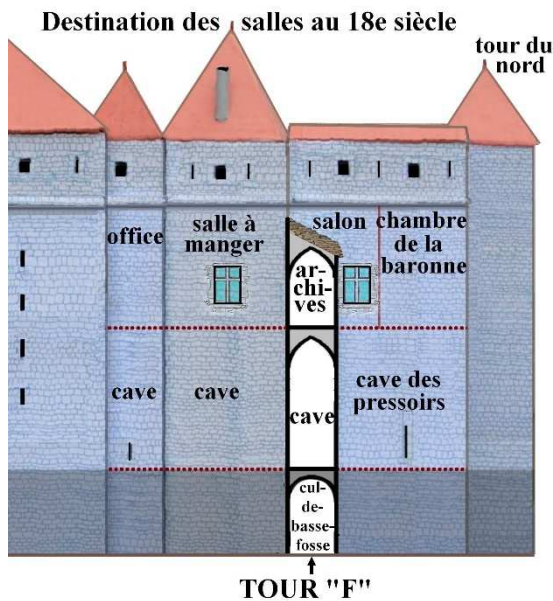 Destination des salles au 18e siècle
tour du
nord
office
salle à
manger
salon
chambre
de la
baronne
ar-
chi-
ves
cave
cave
cave
cave des
pressoirs
cul-
de-
basse-
fosse
TOUR "F"